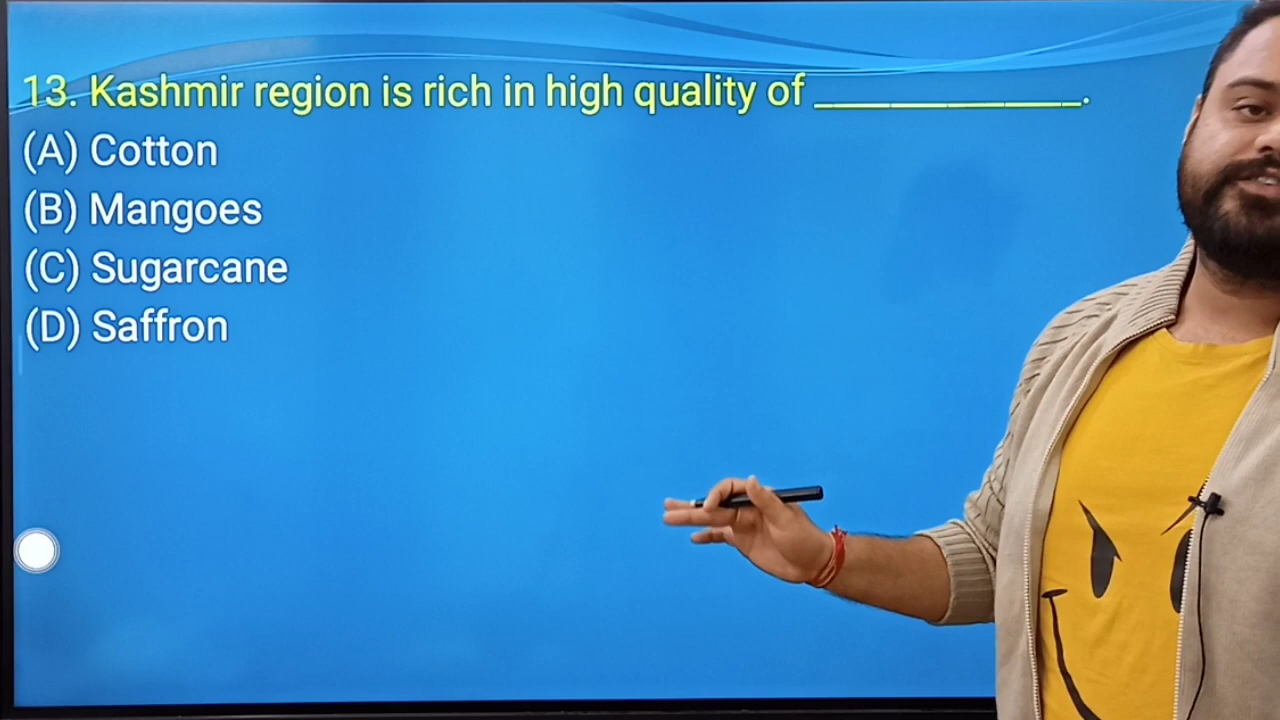 13. Kashmir region is rich in high quality of ______________.
(A) Cotton
(B) Mangoes
(C) Sugarcane
(D) Saffron